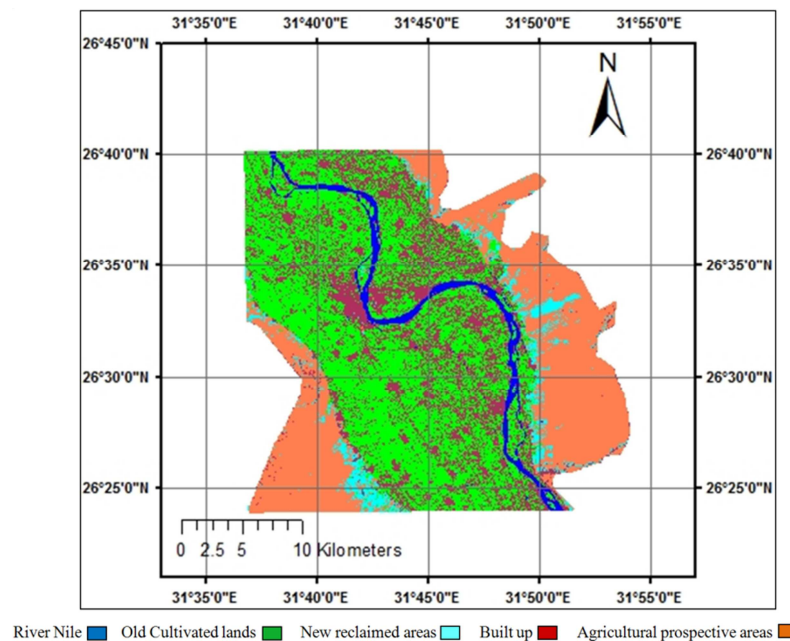 31°35'0"E 31°40'0"E 31°45'0"E 31°50'0"E 31°55'0"E
26°45'0"N 26°45'0"N
N
26°40'0"N 26°40'0"N
26°35'0"N 26°35'0"N
26°30'0"N 26°30'0"N
26°25'0"N 26°25'0"N
0 2.5 5 10 Kilometers
31°35'0"E 31°40'0"E 31°45'0"E 31°50'0"E 31°55'0"E
River Nile Old Cultivated lands New reclaimed areas Built up Agricultural prospective areas